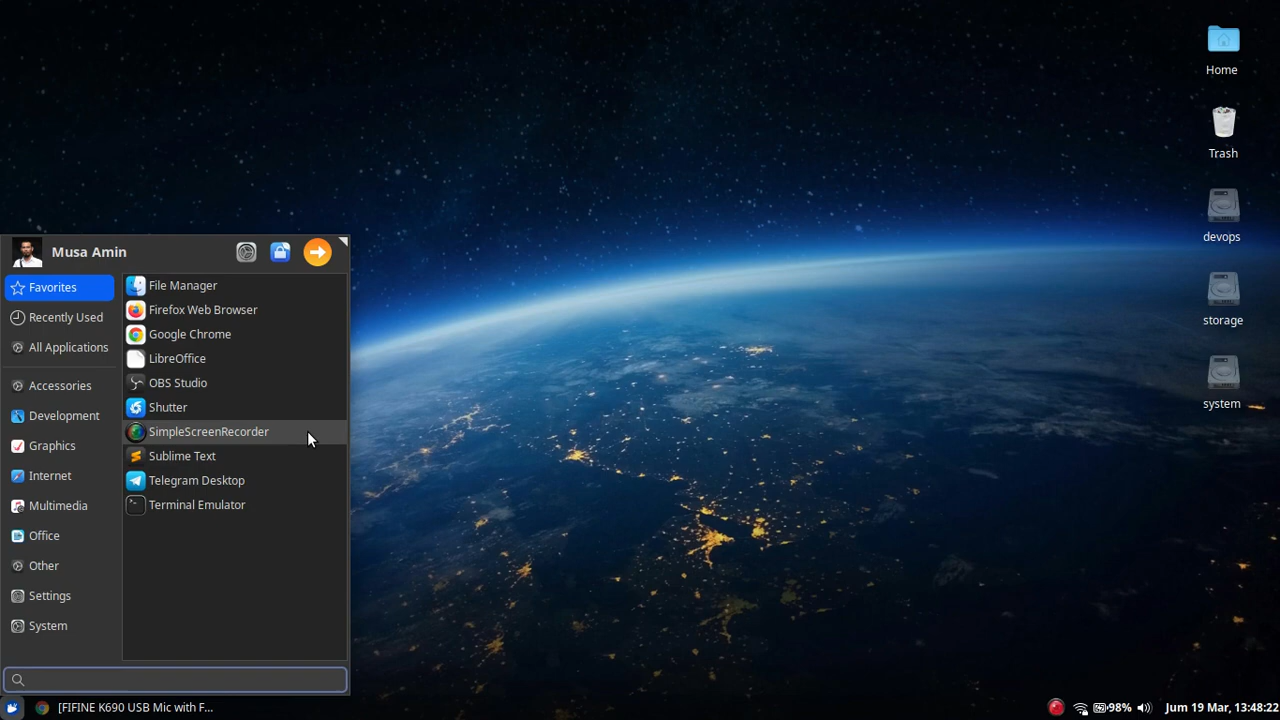 Home
Trash
devops
storage
system
Musa Amin
Favorites
Recently Used
All Applications
Accessories
Development
Graphics
Internet
Multimedia
Office
Other
Settings
System
File Manager
Firefox Web Browser
Google Chrome
LibreOffice
OBS Studio
Shutter
SimpleScreenRecorder
Sublime Text
Telegram Desktop
Terminal Emulator
[FIFINE K690 USB Mic with F...
98%
Jum 19 Mar, 13:48:22